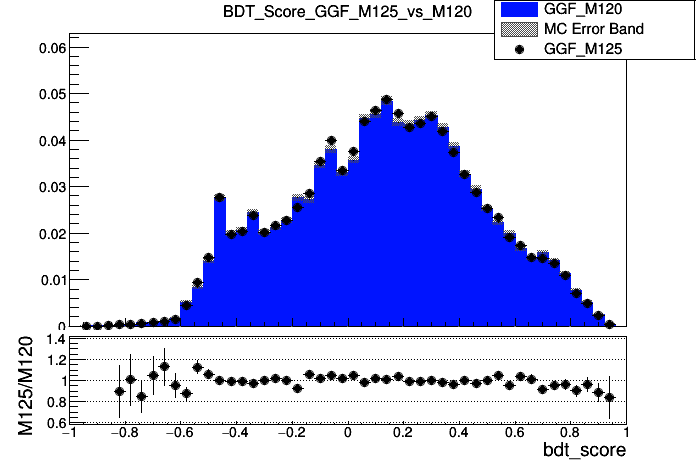 BDT_Score_GGF_M125_vs_M120
GGF_M120
MC Error Band
GGF_M125
0.06
0.05
0.04
0.03
0.02
0.01
0
M125/M120
1.4
1.2
1
0.8
0.6
−1 −0.8 −0.6 −0.4 −0.2 0 0.2 0.4 0.6 0.8 1
bdt_score